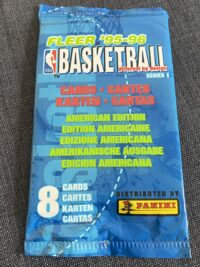 FLEER '95-96
NBA BASKETBALL
SERIES 1
CARDS • CARTES
KARTEN • CARTAS
AMERICAN EDITION
EDITION AMERICAINE
EDIZIONE AMERICANA
AMERIKANISCHE AUSGABE
EDICION AMERICANA
8 CARDS
CARTES
KARTEN
CARTAS
DISTRIBUTED BY
PANINI